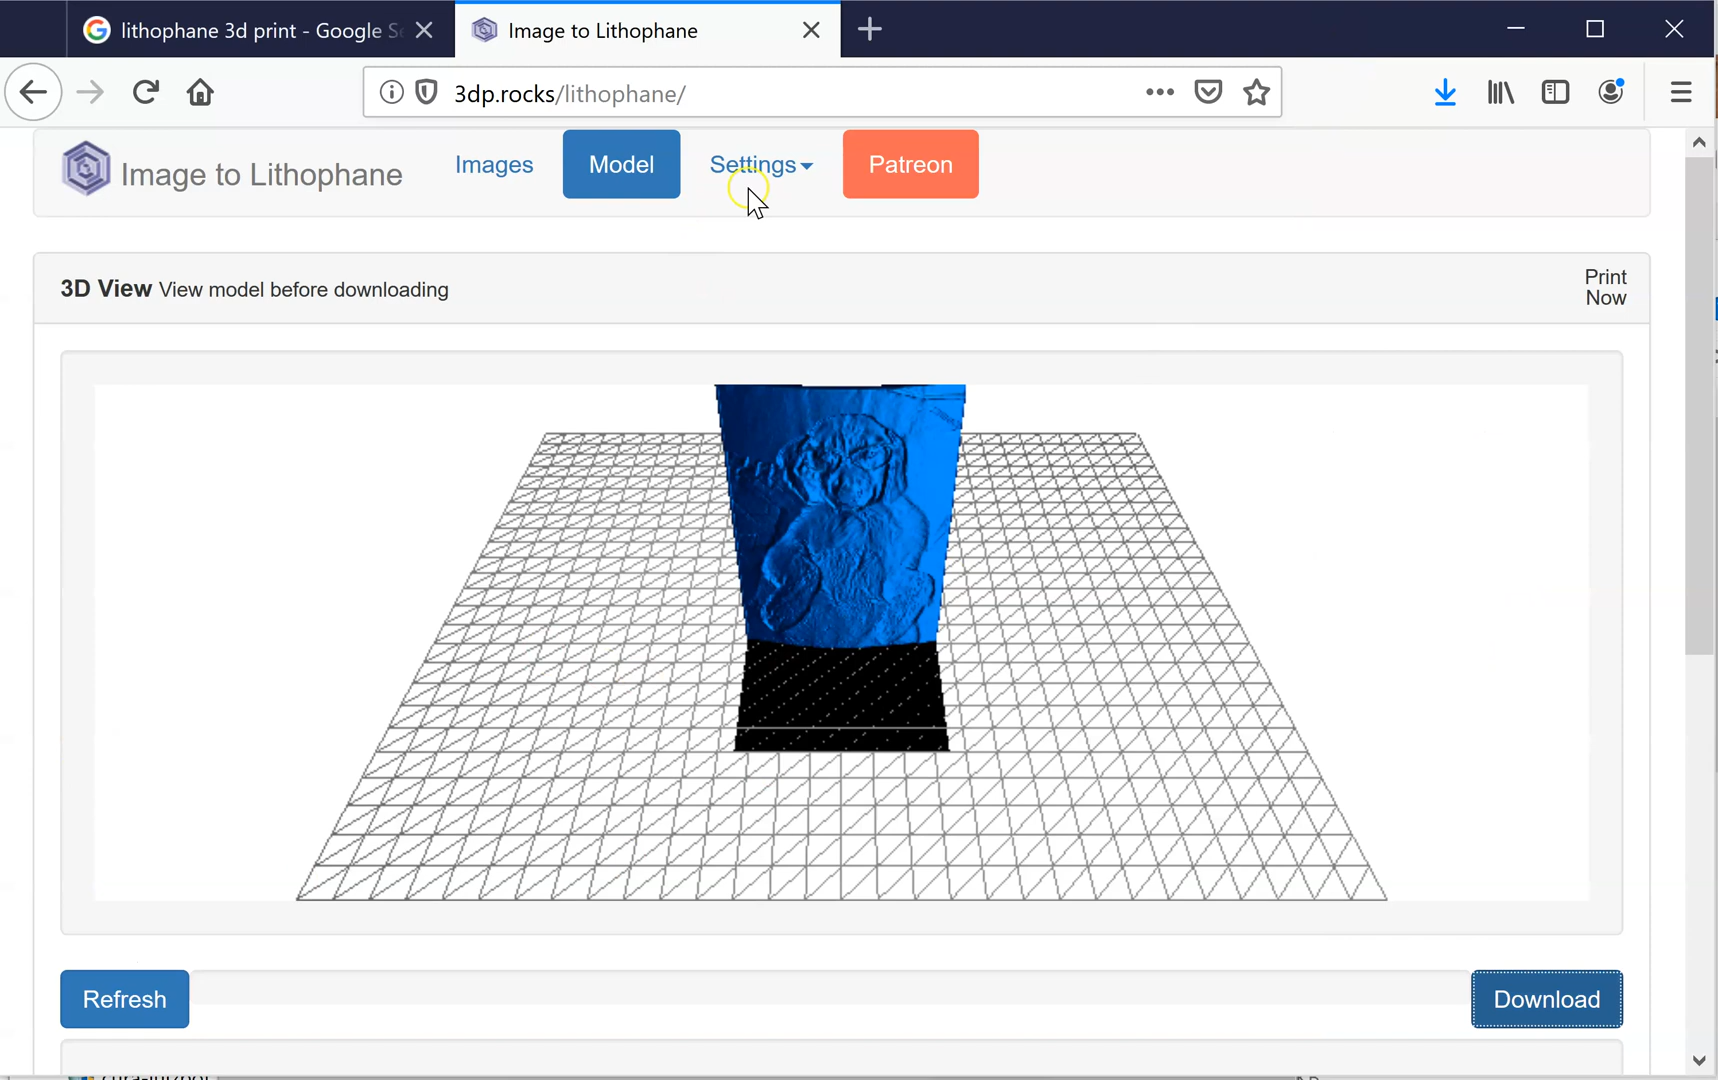 lithophane 3d print - Google S
Image to Lithophane
3dp.rocks/lithophane/
Image to Lithophane
Images
Model
Settings
Patreon
3D View View model before downloading
Print
Now
Refresh
Download